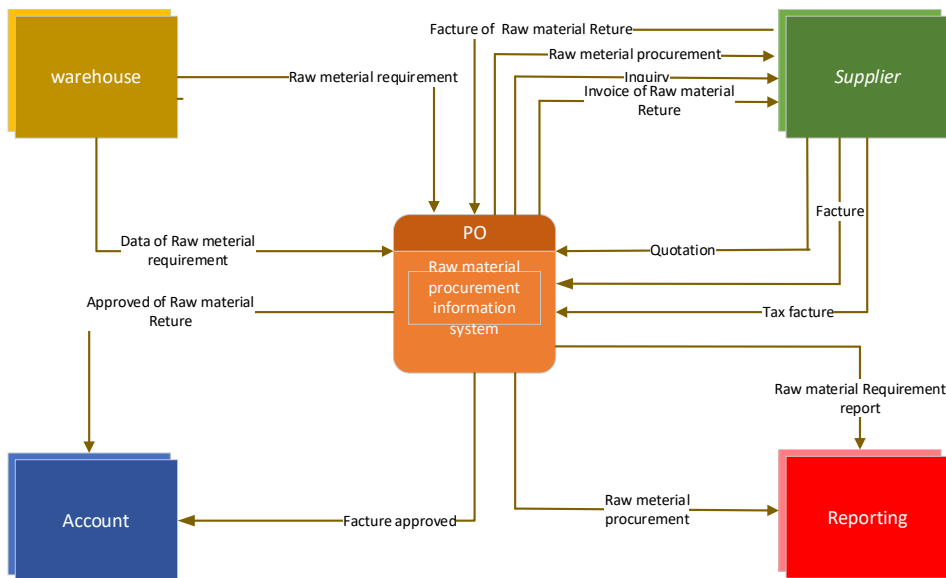 Facture of Raw material Reture
Raw meterial procurement
warehouse
Raw meterial requirement
Inquiry
Supplier
Invoice of Raw material
Reture
Facture
PO
Data of Raw meterial
requirement
Quotation
Raw material
procurement
information
system
Approved of Raw material
Reture
Tax facture
Raw material Requirement
report
Account
Facture approved
Raw meterial
procurement
Reporting